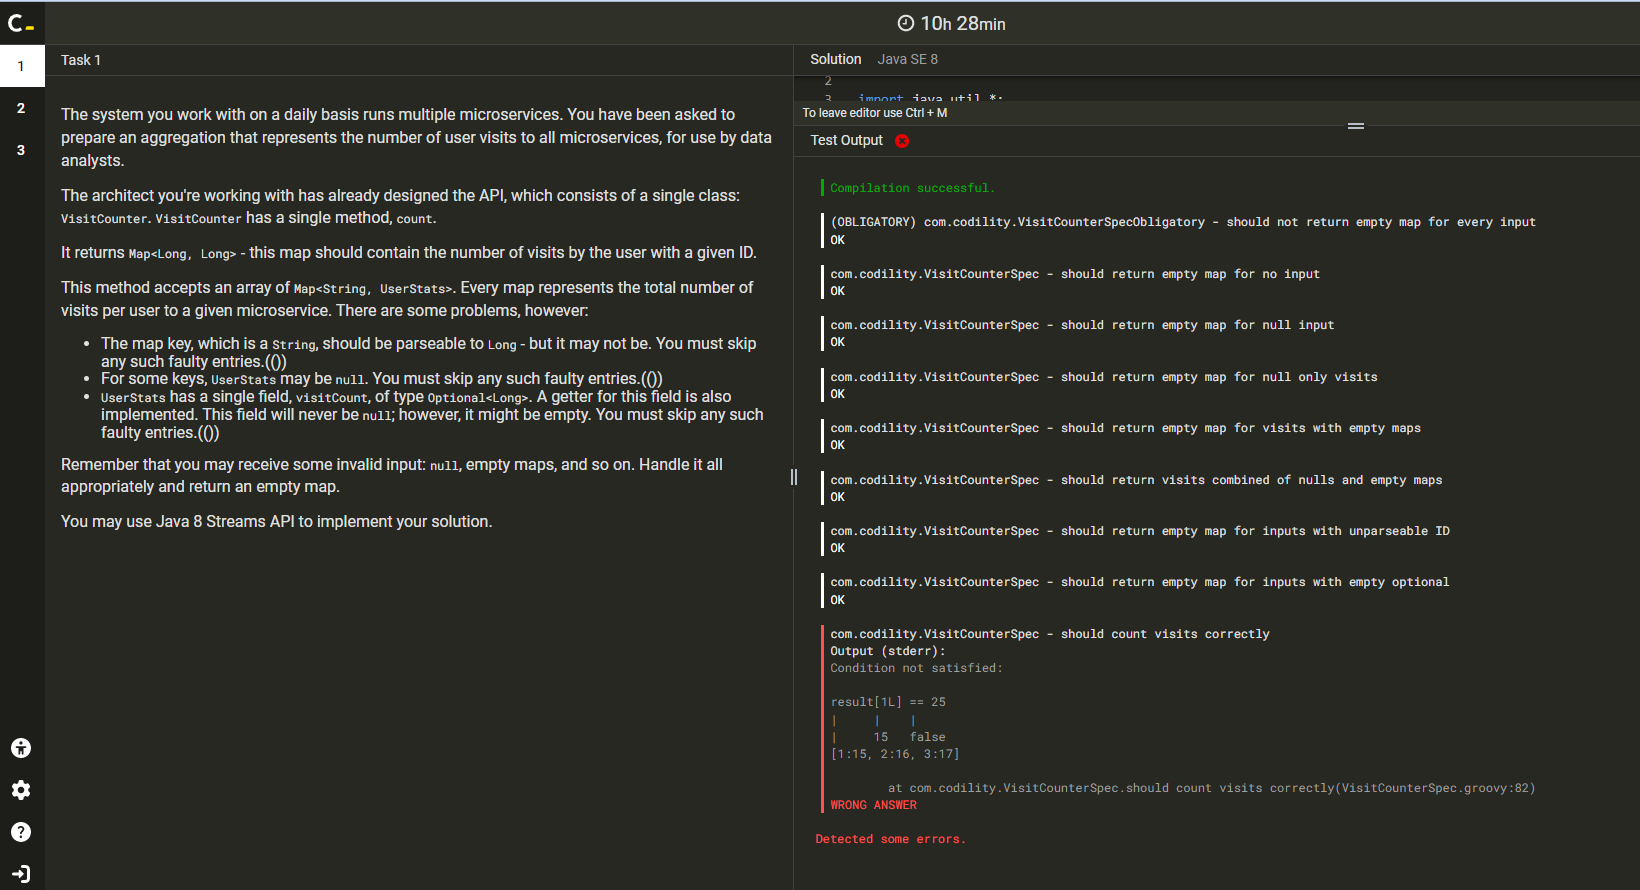 C_
10h 28min
1
2
3
Task 1
The system you work with on a daily basis runs multiple microservices. You have been asked to
prepare an aggregation that represents the number of user visits to all microservices, for use by data
analysts.
The architect you're working with has already designed the API, which consists of a single class:
VisitCounter. VisitCounter has a single method, count.
It returns Map<Long, Long> - this map should contain the number of visits by the user with a given ID.
This method accepts an array of Map<String, UserStats>. Every map represents the total number of
visits per user to a given microservice. There are some problems, however:
• The map key, which is a String, should be parseable to Long - but it may not be. You must skip
any such faulty entries.(())
• For some keys, UserStats may be null. You must skip any such faulty entries.(())
• UserStats has a single field, visitCount, of type Optional<Long>. A getter for this field is also
implemented. This field will never be null; however, it might be empty. You must skip any such
faulty entries.(())
Remember that you may receive some invalid input: null, empty maps, and so on. Handle it all
appropriately and return an empty map.
You may use Java 8 Streams API to implement your solution.
Solution Java SE 8
2
3 import java.util.*;
To leave editor use Ctrl + M
Test Output
Compilation successful.
(OBLIGATORY) com.codility.VisitCounterSpecObligatory - should not return empty map for every input
OK
com.codility.VisitCounterSpec - should return empty map for no input
OK
com.codility.VisitCounterSpec - should return empty map for null input
OK
com.codility.VisitCounterSpec - should return empty map for null only visits
OK
com.codility.VisitCounterSpec - should return empty map for visits with empty maps
OK
com.codility.VisitCounterSpec - should return visits combined of nulls and empty maps
OK
com.codility.VisitCounterSpec - should return empty map for inputs with unparseable ID
OK
com.codility.VisitCounterSpec - should return empty map for inputs with empty optional
OK
com.codility.VisitCounterSpec - should count visits correctly
Output (stderr):
Condition not satisfied:
result[1L] == 25
| | |
| 15 false
[1:15, 2:16, 3:17]
at com.codility.VisitCounterSpec.should count visits correctly(VisitCounterSpec.groovy:82)
WRONG ANSWER
Detected some errors.